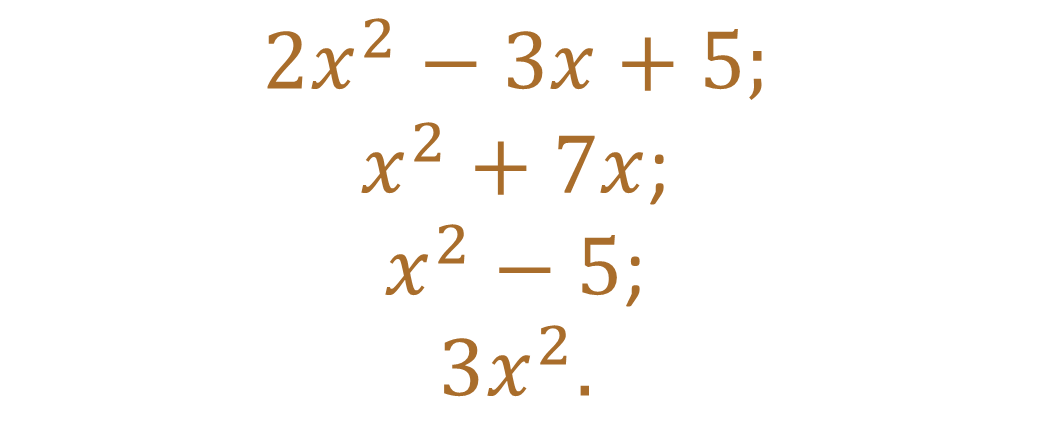 2x² − 3x + 5;
x² + 7x;
x² − 5;
3x².